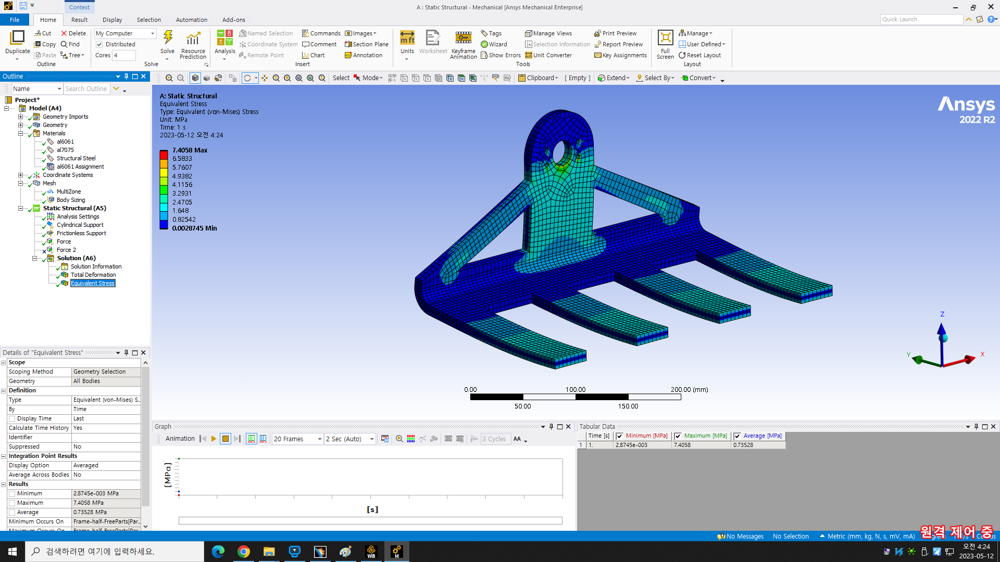 Context
A : Static Structural - Mechanical [Ansys Mechanical Enterprise]
File Home Result Display Selection Automation Add-ons
Quick Launch
Duplicate
Cut
Copy
Paste
Delete
Find
Tree
Outline
My Computer
Distributed
Cores 4
Solve
Resource Prediction
Solve
Analysis
Named Selection
Coordinate System
Remote Point
Commands
Comment
Chart
Images
Section Plane
Annotation
Insert
Units
Worksheet
Keyframe Animation
Tags
Wizard
Show Errors
Manage Views
Selection Information
Unit Converter
Print Preview
Report Preview
Key Assignments
Tools
Full Screen
Manage
User Defined
Reset Layout
Layout
Outline
Name
Search Outline
Select Mode Clipboard [ Empty ] Extend Select By Convert
Project*
Model (A4)
Geometry Imports
Geometry
Materials
al6061
al7075
Structural Steel
al6061 Assignment
Coordinate Systems
Mesh
MultiZone
Body Sizing
Static Structural (A5)
Analysis Settings
Cylindrical Support
Frictionless Support
Force
Force 2
Solution (A6)
Solution Information
Total Deformation
Equivalent Stress
A: Static Structural
Equivalent Stress
Type: Equivalent (von-Mises) Stress
Unit: MPa
Time: 1 s
2023-05-12 오전 4:24
7.4058 Max
6.5833
5.7607
4.9382
4.1156
3.2931
2.4705
1.648
0.82542
0.0028745 Min
Ansys
2022 R2
Z
Y
X
0.00 100.00 200.00 (mm)
50.00 150.00
Details of "Equivalent Stress"
Scope
Scoping Method Geometry Selection
Geometry All Bodies
Definition
Type Equivalent (von-Mises) S...
By Time
Display Time Last
Calculate Time History Yes
Identifier
Suppressed No
Integration Point Results
Display Option Averaged
Average Across Bodies No
Results
Minimum 2.8745e-003 MPa
Maximum 7.4058 MPa
Average 0.73528 MPa
Minimum Occurs On Frame-half-FreeParts|Par...
Maximum Occurs On Frame-half-FreeParts|Par...
Graph
Animation 20 Frames 2 Sec (Auto) 3 Cycles AA
[MPa]
[s]
Tabular Data
Time [s] Minimum [MPa] Maximum [MPa] Average [MPa]
1 1. 2.8745e-003 7.4058 0.73528
0 No Messages No Selection Metric (mm, kg, N, s, mV, mA)
원격 제어 중
검색하려면 여기에 입력하세요.
WB
M
오전 4:24
2023-05-12